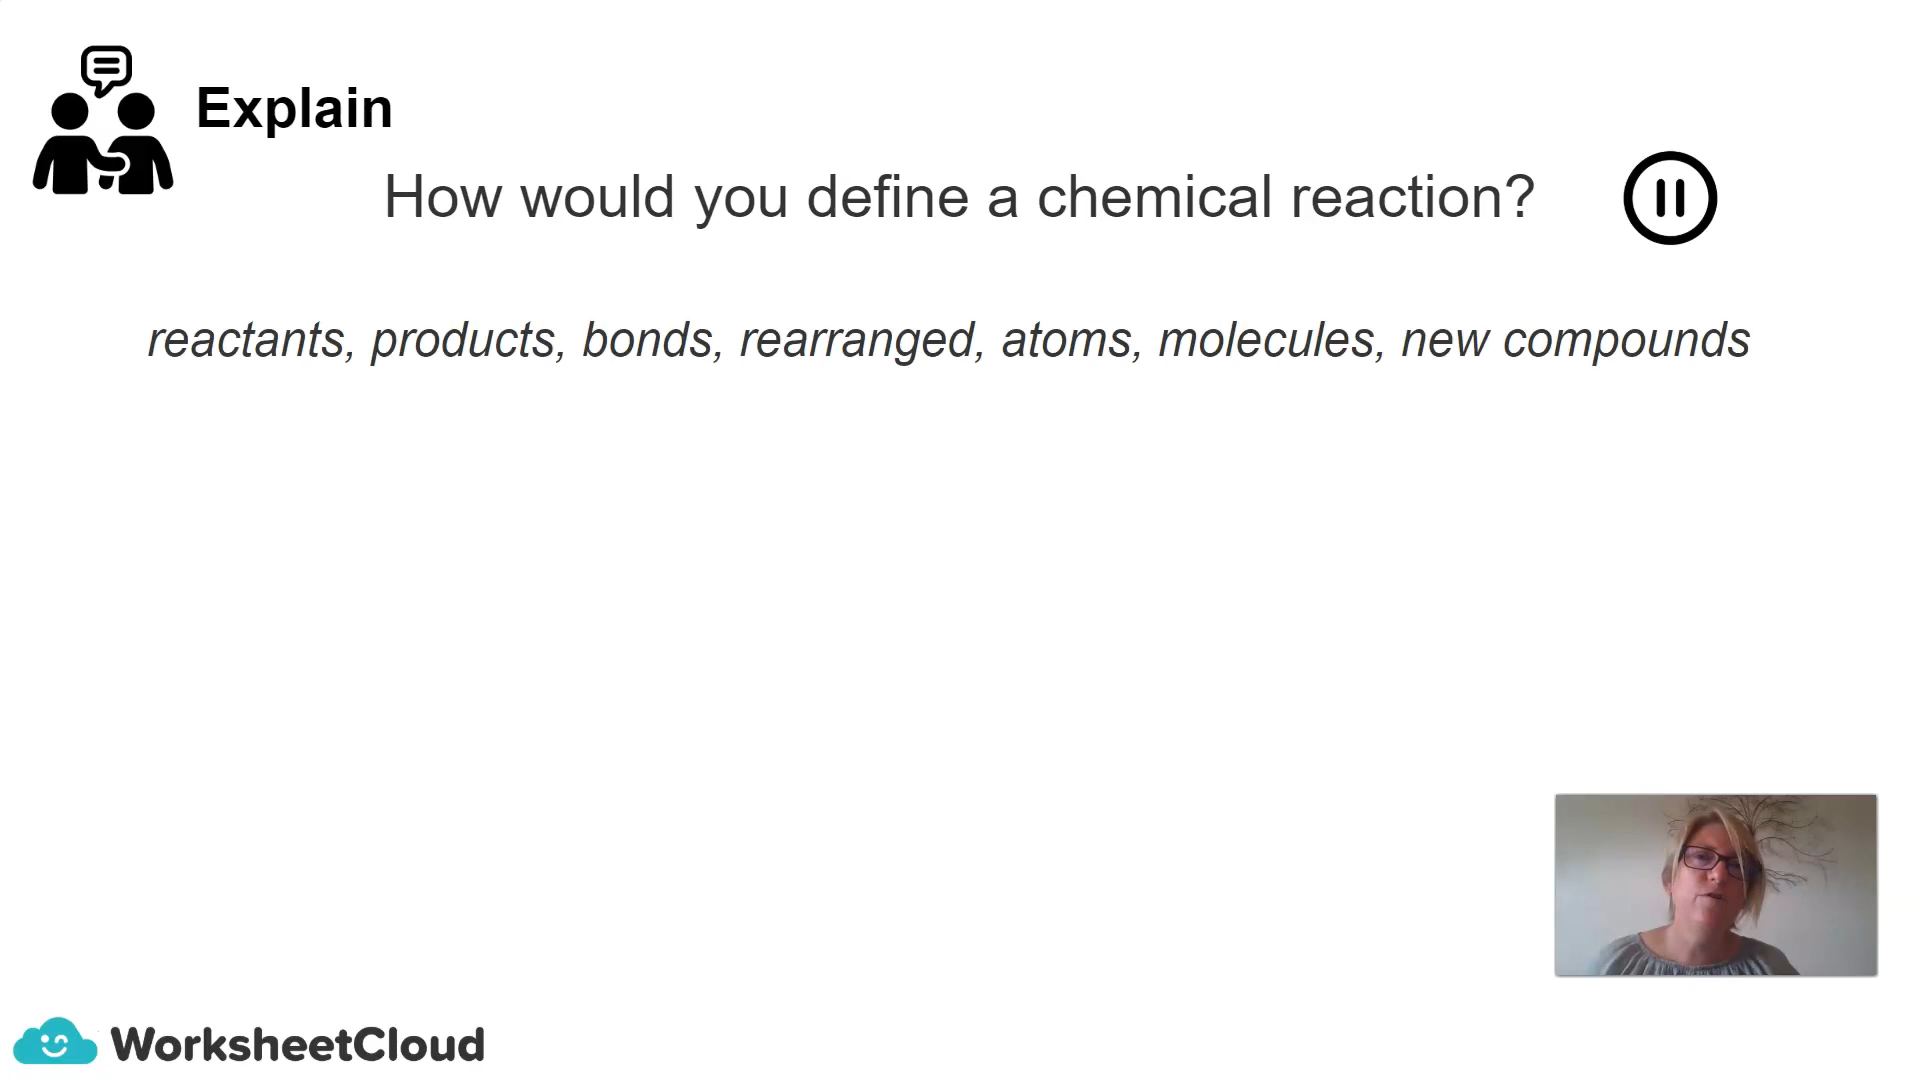 Explain
How would you define a chemical reaction?
reactants, products, bonds, rearranged, atoms, molecules, new compounds
WorksheetCloud